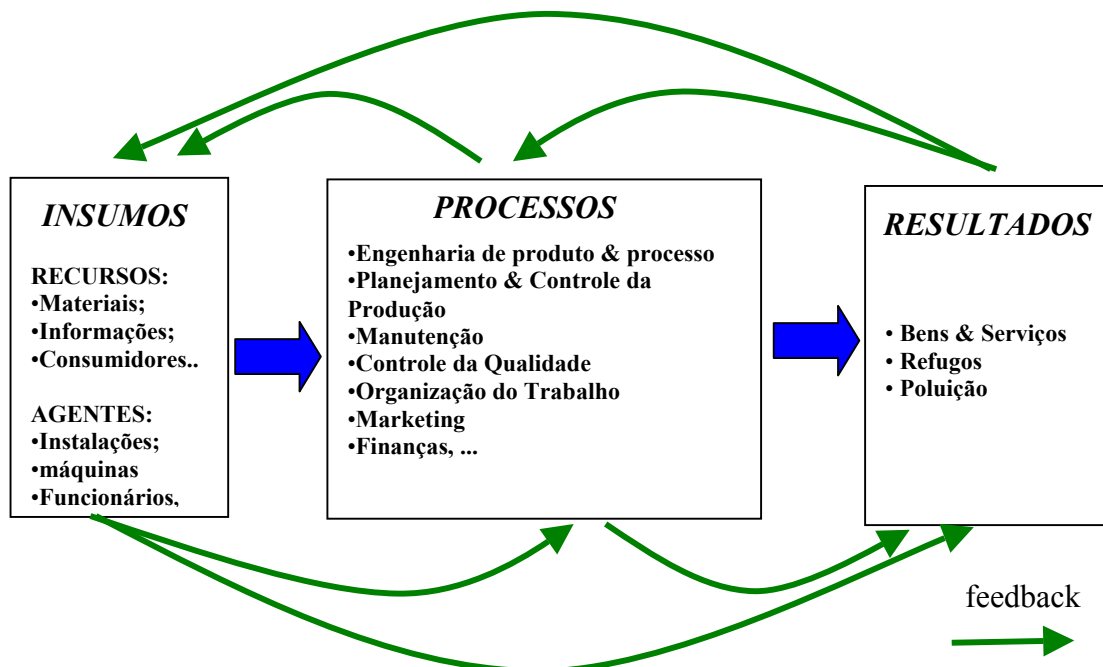 INSUMOS
RECURSOS:
•Materiais;
•Informações;
•Consumidores..
AGENTES:
•Instalações;
•máquinas
•Funcionários,
PROCESSOS
•Engenharia de produto & processo
•Planejamento & Controle da
Produção
•Manutenção
•Controle da Qualidade
•Organização do Trabalho
•Marketing
•Finanças, ...
RESULTADOS
• Bens & Serviços
• Refugos
• Poluição
feedback